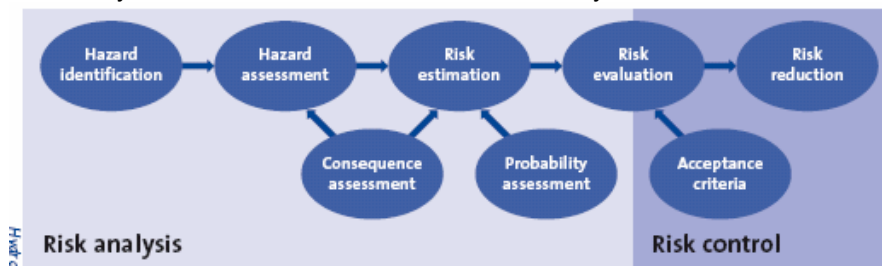 Hazard
identification
Hazard
assessment
Risk
estimation
Risk
evaluation
Risk
reduction
Consequence
assessment
Probability
assessment
Acceptance
criteria
Risk analysis
Risk control